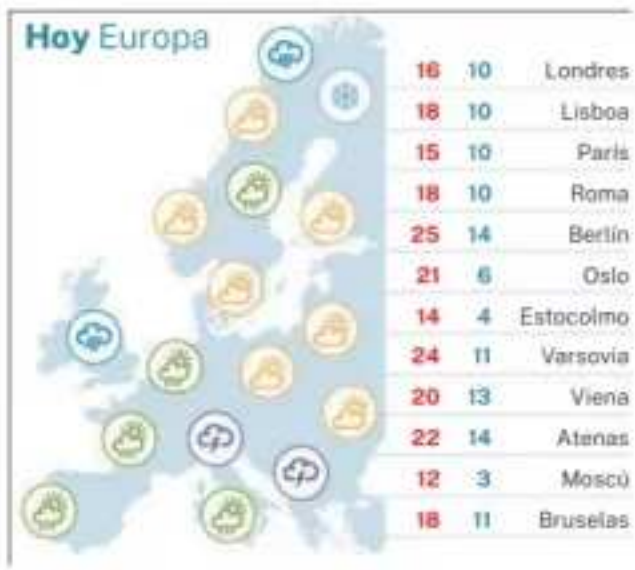 Hoy Europa
16 10 Londres
18 10 Lisboa
15 10 París
18 10 Roma
25 14 Berlín
21 6 Oslo
14 4 Estocolmo
24 11 Varsovia
20 13 Viena
22 14 Atenas
12 3 Moscú
18 11 Bruselas